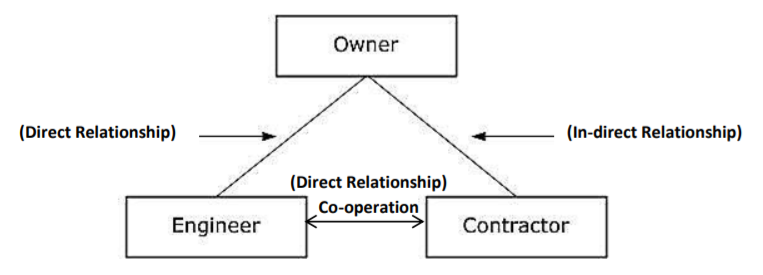 Owner
(Direct Relationship)
(In-direct Relationship)
(Direct Relationship)
Co-operation
Engineer
Contractor